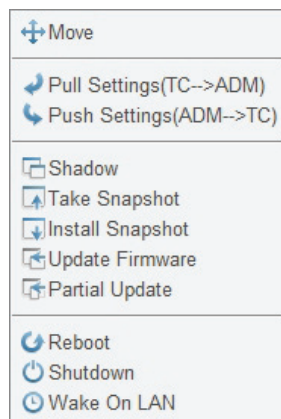 Move
Pull Settings(TC-->ADM)
Push Settings(ADM-->TC)
Shadow
Take Snapshot
Install Snapshot
Update Firmware
Partial Update
Reboot
Shutdown
Wake On LAN